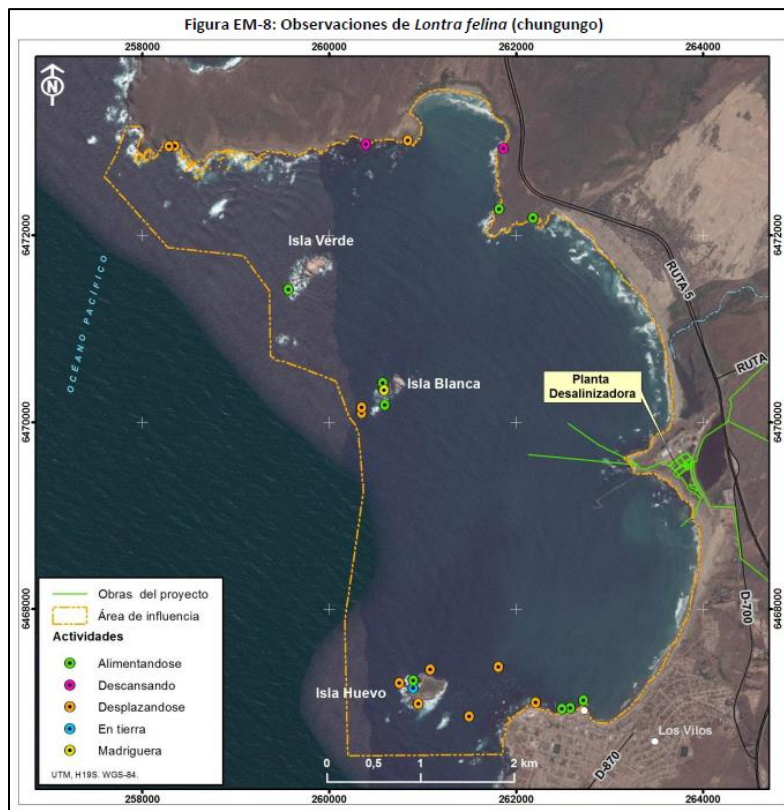 Figura EM-8: Observaciones de Lontra felina (chungungo)
258000 260000 262000 264000
N
6472000
6472000
Isla Verde
RUTA 5
OCÉANO PACÍFICO
RUTA
Isla Blanca
Planta
Desalinizadora
6470000
6470000
6468000
6468000
D-700
Obras del proyecto
Área de influencia
Actividades
Alimentandose
Descansando
Desplazandose
En tierra
Madriguera
UTM, H19S. WGS-84.
Isla Huevo
Los Vilos
D-870
0 0,5 1 2 km
258000 260000 262000 264000